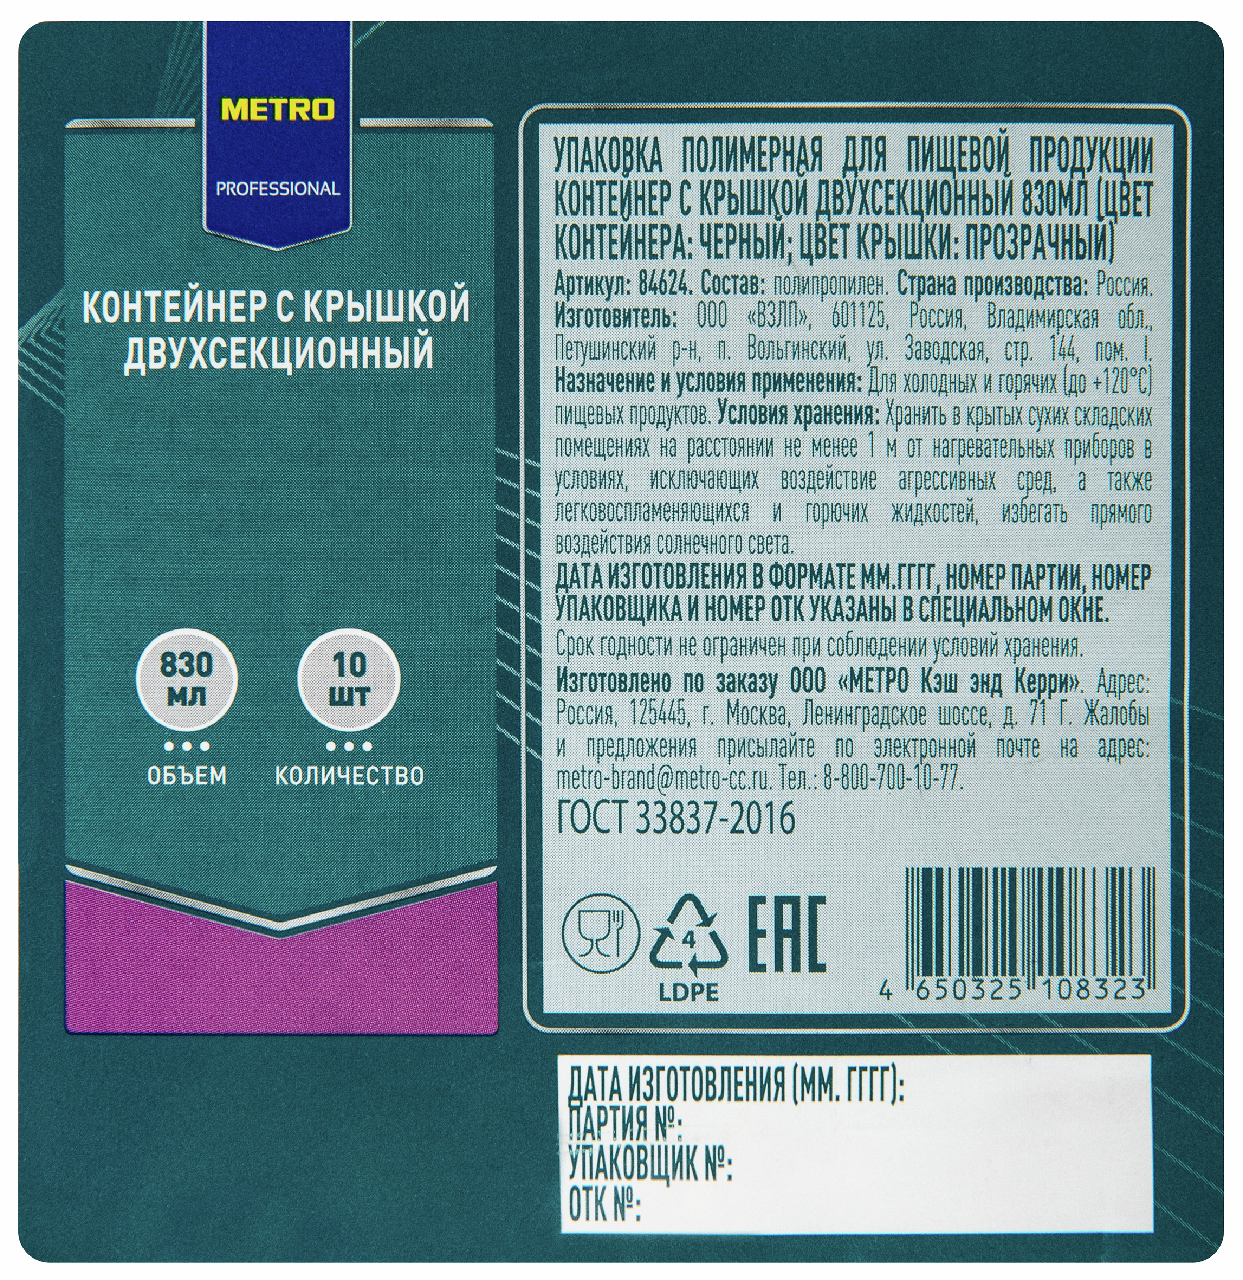 METRO
PROFESSIONAL
КОНТЕЙНЕР С КРЫШКОЙ
ДВУХСЕКЦИОННЫЙ
830
МЛ
ОБЪЕМ
10
ШТ
КОЛИЧЕСТВО
УПАКОВКА ПОЛИМЕРНАЯ ДЛЯ ПИЩЕВОЙ ПРОДУКЦИИ
КОНТЕЙНЕР С КРЫШКОЙ ДВУХСЕКЦИОННЫЙ 830МЛ (ЦВЕТ
КОНТЕЙНЕРА: ЧЕРНЫЙ; ЦВЕТ КРЫШКИ: ПРОЗРАЧНЫЙ)
Артикул: 84624. Состав: полипропилен. Страна производства: Россия.
Изготовитель: ООО «ВЗЛП», 601125, Россия, Владимирская обл.,
Петушинский р-н, п. Вольгинский, ул. Заводская, стр. 144, пом. I.
Назначение и условия применения: Для холодных и горячих (до +120°С)
пищевых продуктов. Условия хранения: Хранить в крытых сухих складских
помещениях на расстоянии не менее 1 м от нагревательных приборов в
условиях, исключающих воздействие агрессивных сред, а также
легковоспламеняющихся и горючих жидкостей, избегать прямого
воздействия солнечного света.
ДАТА ИЗГОТОВЛЕНИЯ В ФОРМАТЕ ММ.ГГГГ, НОМЕР ПАРТИИ, НОМЕР
УПАКОВЩИКА И НОМЕР ОТК УКАЗАНЫ В СПЕЦИАЛЬНОМ ОКНЕ.
Срок годности не ограничен при соблюдении условий хранения.
Изготовлено по заказу ООО «МЕТРО Кэш энд Керри». Адрес:
Россия, 125445, г. Москва, Ленинградское шоссе, д. 71 Г. Жалобы
и предложения присылайте по электронной почте на адрес:
metro-brand@metro-cc.ru. Тел.: 8-800-700-10-77.
ГОСТ 33837-2016
4
LDPE
EAC
4 650325 108323
ДАТА ИЗГОТОВЛЕНИЯ (ММ. ГГГГ):
ПАРТИЯ №:
УПАКОВЩИК №:
ОТК №: